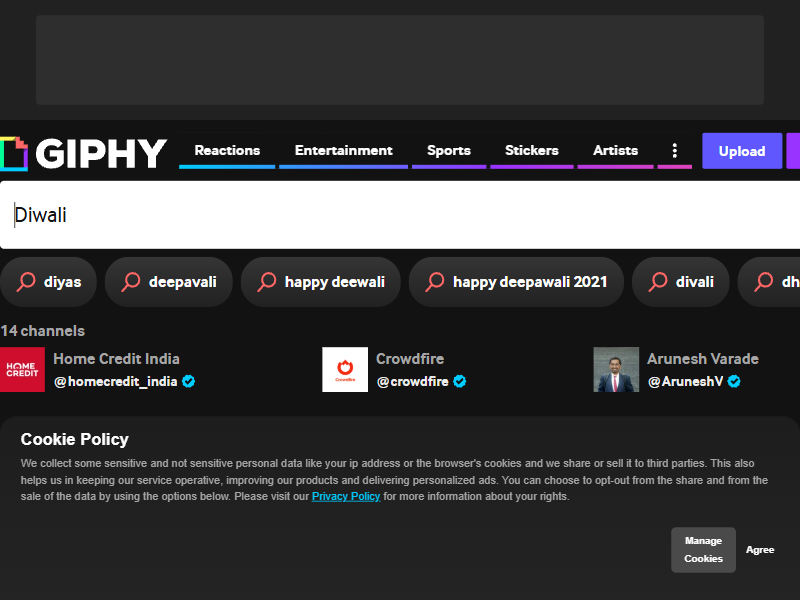 GIPHY
Reactions
Entertainment
Sports
Stickers
Artists
Upload
Diwali
diyas
deepavali
happy deewali
happy deepawali 2021
divali
dh
14 channels
HOME
CREDIT
Home Credit India
@homecredit_india
Crowdfire
Crowdfire
@crowdfire
Arunesh Varade
@AruneshV
Cookie Policy
We collect some sensitive and not sensitive personal data like your ip address or the browser's cookies and we share or sell it to third parties. This also
helps us in keeping our service operative, improving our products and delivering personalized ads. You can choose to opt-out from the share and from the
sale of the data by using the options below. Please visit our Privacy Policy for more information about your rights.
Manage
Cookies
Agree